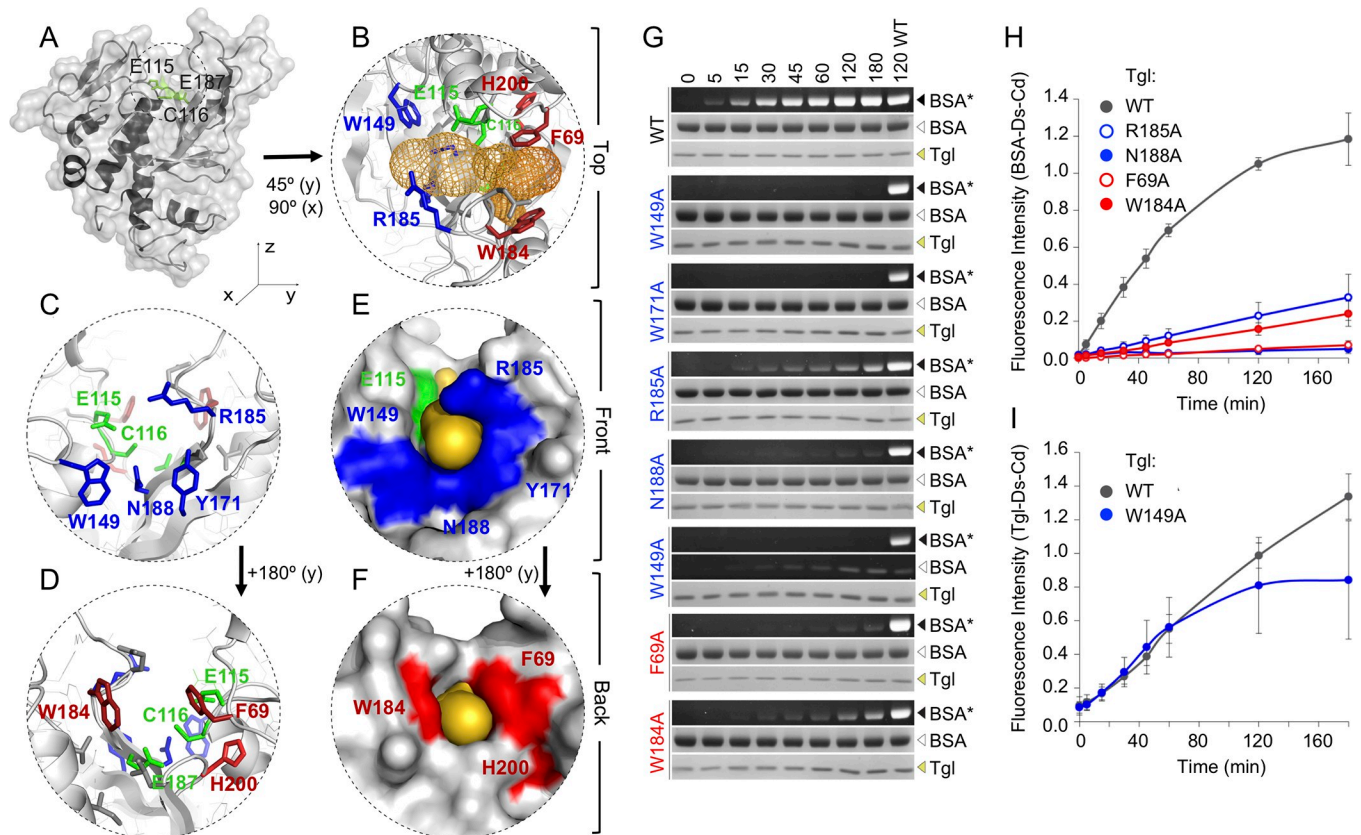 A
E115
E187
C116
45º (y)
90º (x)
z
x
y
B
H200
E115
C116
W149
F69
R185
W184
Top
C
E115
R185
C116
W149
N188
Y171
+180º (y)
D
E115
W184
C116
F69
E187
H200
E
R185
E115
W149
Y171
N188
Front
+180º (y)
F
F69
W184
H200
Back
G
0
5
15
30
45
60
120
180
120 WT
WT
BSA*
BSA
Tgl
W149A
BSA*
BSA
Tgl
W171A
BSA*
BSA
Tgl
R185A
BSA*
BSA
Tgl
N188A
BSA*
BSA
Tgl
W149A
BSA*
BSA
Tgl
F69A
BSA*
BSA
Tgl
W184A
BSA*
BSA
Tgl
H
Tgl:
WT
R185A
N188A
F69A
W184A
Fluorescence Intensity (BSA-Ds-Cd)
1.4
1.2
1.0
0.8
0.6
0.4
0.2
0.0
0 40 80 120 160
Time (min)
I
Tgl:
WT
W149A
Fluorescence Intensity (Tgl-Ds-Cd)
1.6
1.4
1.2
1.0
0.8
0.6
0.4
0.2
0
0 40 80 120 160
Time (min)